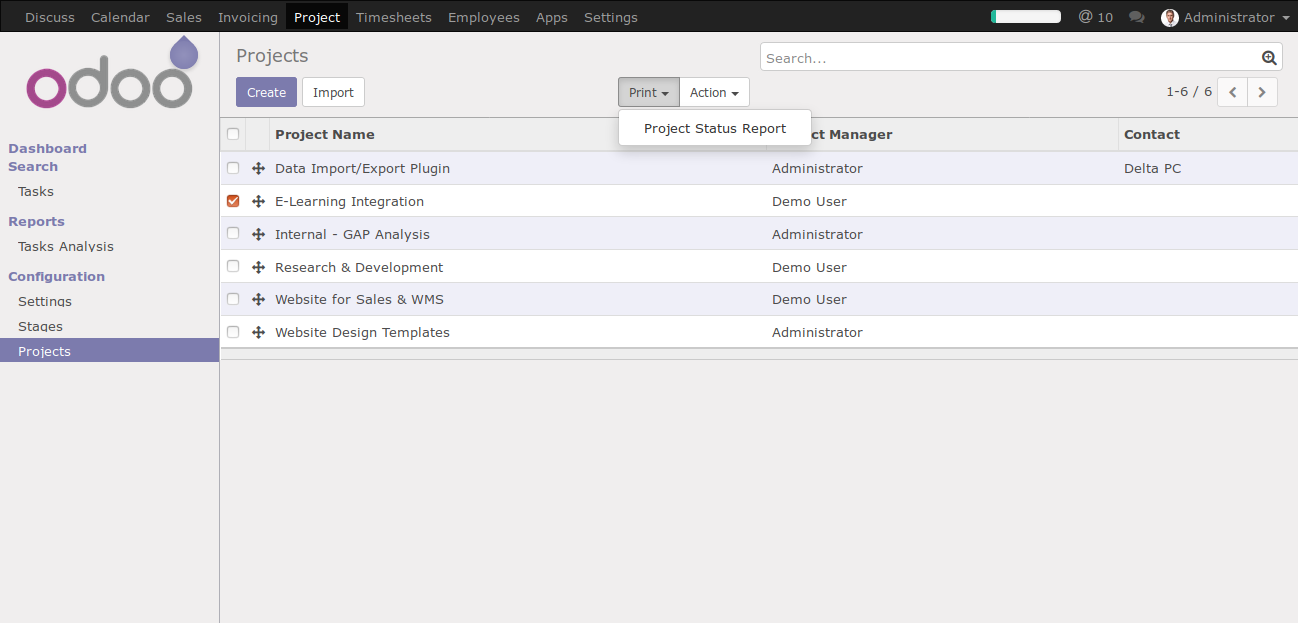 Discuss Calendar Sales Invoicing Project Timesheets Employees Apps Settings @ 10 Administrator
odoo
Projects
Search...
Create Import Print Action 1-6 / 6
Project Status Report
Dashboard
Search
Tasks
Reports
Tasks Analysis
Configuration
Settings
Stages
Projects
Project Name ct Manager Contact
Data Import/Export Plugin Administrator Delta PC
E-Learning Integration Demo User
Internal - GAP Analysis Administrator
Research & Development Demo User
Website for Sales & WMS Demo User
Website Design Templates Administrator